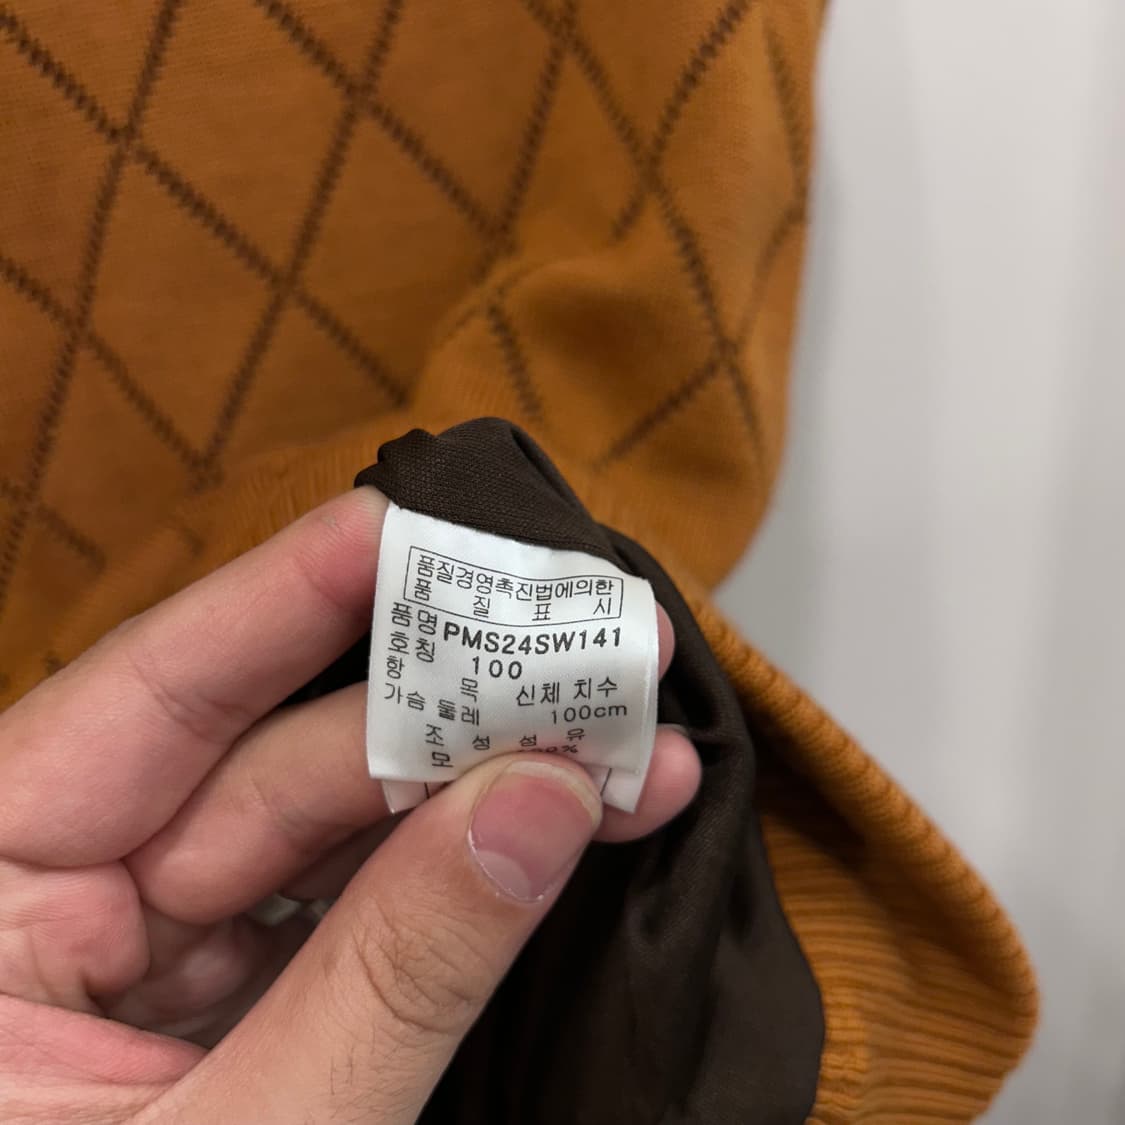 품질경영촉진법에의한
품 질 표 시
품명 PMS24SW141
호칭 100
항 목 신체 치수
가슴 둘레 100cm
조 성 섬 유
모